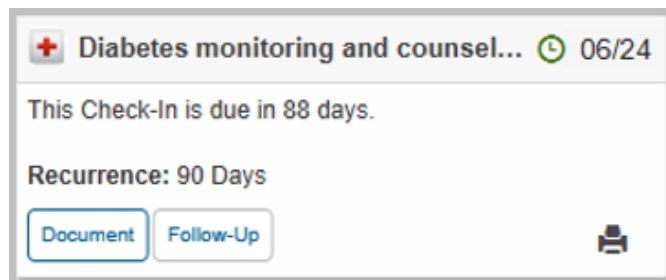 Diabetes monitoring and counsel... 06/24
This Check-In is due in 88 days.
Recurrence: 90 Days
Document Follow-Up